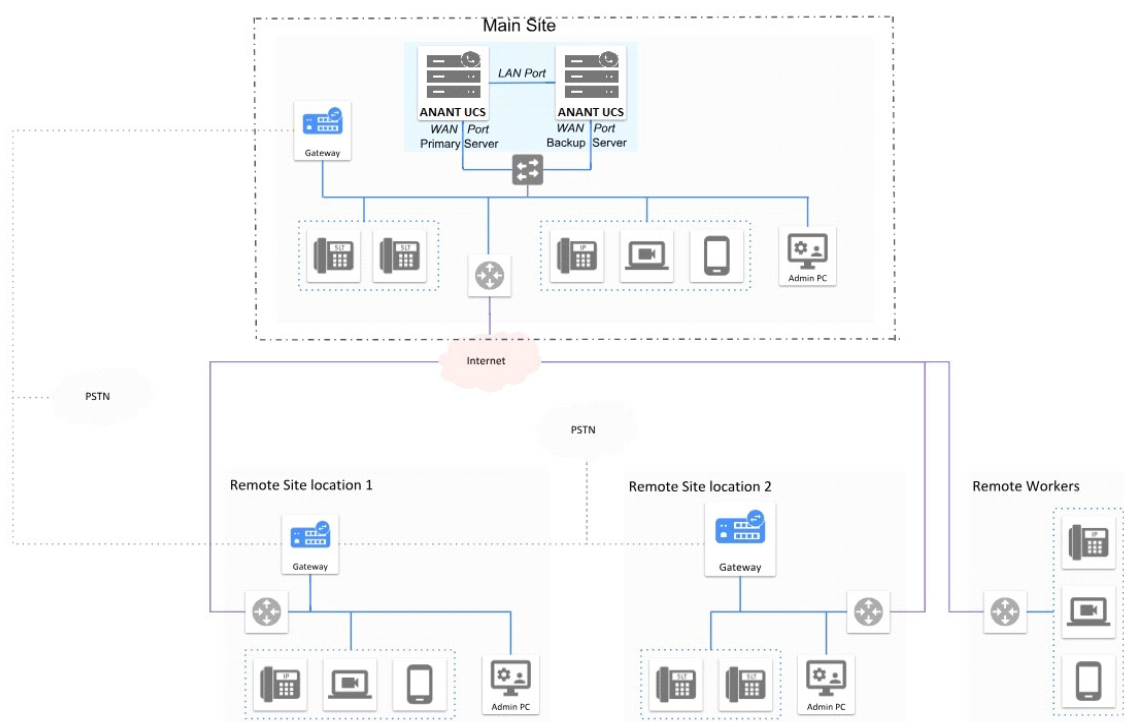 Main Site
LAN Port
ANANT UCS
ANANT UCS
WAN Port
Primary Server
WAN Port
Backup Server
Gateway
SLT
SLT
IP
Admin PC
Internet
PSTN
PSTN
Remote Site location 1
Remote Site location 2
Remote Workers
Gateway
Gateway
IP
IP
Admin PC
SLT
SLT
Admin PC